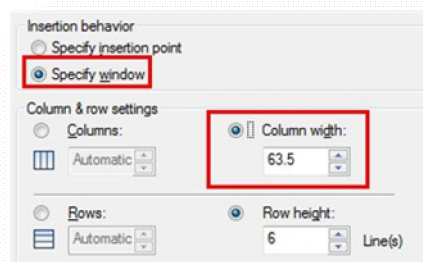 Insertion behavior
Specify insertion point
Specify window
Column & row settings
Columns:
Column width:
Automatic
63.5
Rows:
Row height:
Automatic
6
Line(s)